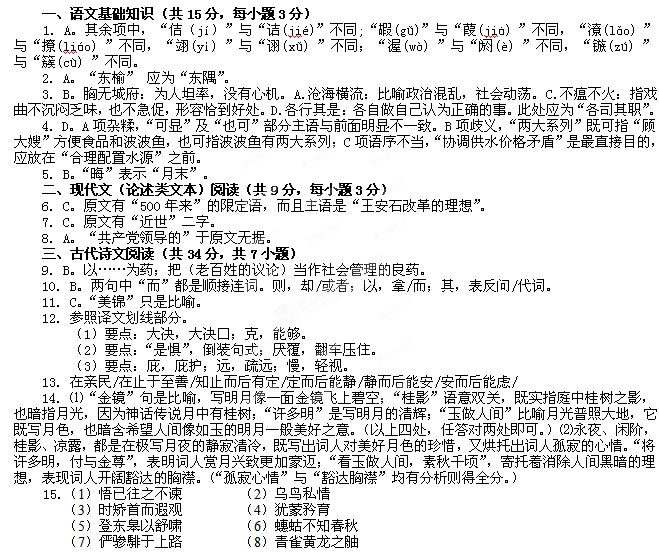 一、语文基础知识（共15分，每小题3分）
1. A。其余项中，“佶（jí）”与“诘(jié)”不同；“嘏(gǔ)”与“葭(jiā)”不同，“潦(lǎo)”
与“撩(liáo)”不同，“翊(yì)”与“诩(xǔ)”不同；“渥(wò)”与“阏(è)”不同，“镞(zú)”
与“簇(cù)”不同。
2. A。“东榆” 应为“东隅”。
3. B。胸无城府：为人坦率，没有心机。A.沧海横流：比喻政治混乱，社会动荡。C.不瘟不火：指戏
曲不沉闷乏味，也不急促，形容恰到好处。D.各行其是：各自做自己认为正确的事。此处应为“各司其职”。
4. D。A项杂糅，“可显”及“也可”部分主语与前面明显不一致。B项歧义，“两大系列”既可指“顾
大嫂”方便食品和波波鱼，也可指波波鱼有两大系列；C项语序不当，“协调供水价格矛盾”是最直接目的，
应放在“合理配置水源”之前。
5. B。“晦”表示“月末”。
二、现代文（论述类文本）阅读（共9分，每小题3分）
6. C。原文有“500年来”的限定语，而且主语是“王安石改革的理想”。
7. C。原文有“近世”二字。
8. A。“共产党领导的”于原文无据。
三、古代诗文阅读（共34分，共7小题）
9. B。以……为药；把（老百姓的议论）当作社会管理的良药。
10. B。两句中“而”都是顺接连词。则，却/或者；以，拿/而；其，表反问/代词。
11. C。“美锦”只是比喻。
12. 参照译文划线部分。
（1）要点：大决，大决口；克，能够。
（2）要点：“是惧”，倒装句式；厌覆，翻车压住。
（3）要点：庇，庇护；远，疏远；慢，轻视。
13. 在亲民/在止于至善/知止而后有定/定而后能静/静而后能安/安而后能虑/
14. ⑴“金镜”句是比喻，写明月像一面金镜飞上碧空；“桂影”语意双关，既实指庭中桂树之影，
也暗指月光，因为神话传说月中有桂树；“许多明”是写明月的清辉；“玉做人间”比喻月光普照大地，它
既写月色，也暗含希望人间像如玉的明月一般美好之意。（以上四处，任答对两处即可。）⑵永夜、闲阶，
桂影、凉露，都是在极写月夜的静寂清冷，既写出词人对美好月色的珍惜，又烘托出词人孤寂的心情。“将
许多明，付与金尊”，表明词人赏月兴致更加豪迈；“看玉做人间，素秋千顷”，寄托着消除人间黑暗的理
想，表现词人开阔豁达的胸襟。（“孤寂心情”与“豁达胸襟”均有分析则得全分。）
15.（1）悟已往之不谏 （2）乌鸟私情
（3）时矫首而遐观 （4）犹蒙矜育
（5）登东皋以舒啸 （6）蟪蛄不知春秋
（7）俨骖騑于上路 （8）青雀黄龙之舳